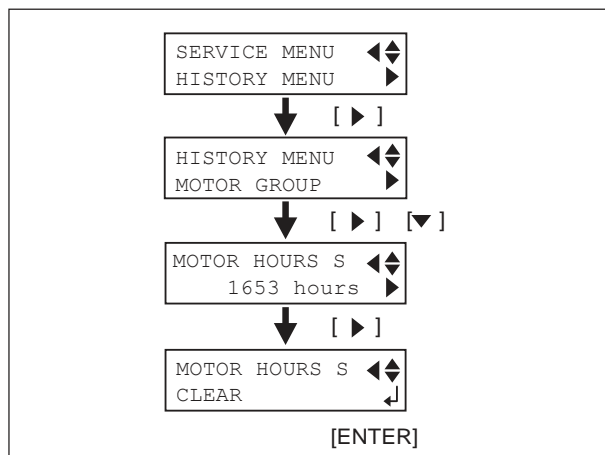 SERVICE MENU ◀◆
HISTORY MENU ▶
[ ▶ ]
HISTORY MENU ◀◆
MOTOR GROUP ▶
[ ▶ ] [▼ ]
MOTOR HOURS S ◀◆
1653 hours ▶
[ ▶ ]
MOTOR HOURS S ◀◆
CLEAR ↵
[ENTER]